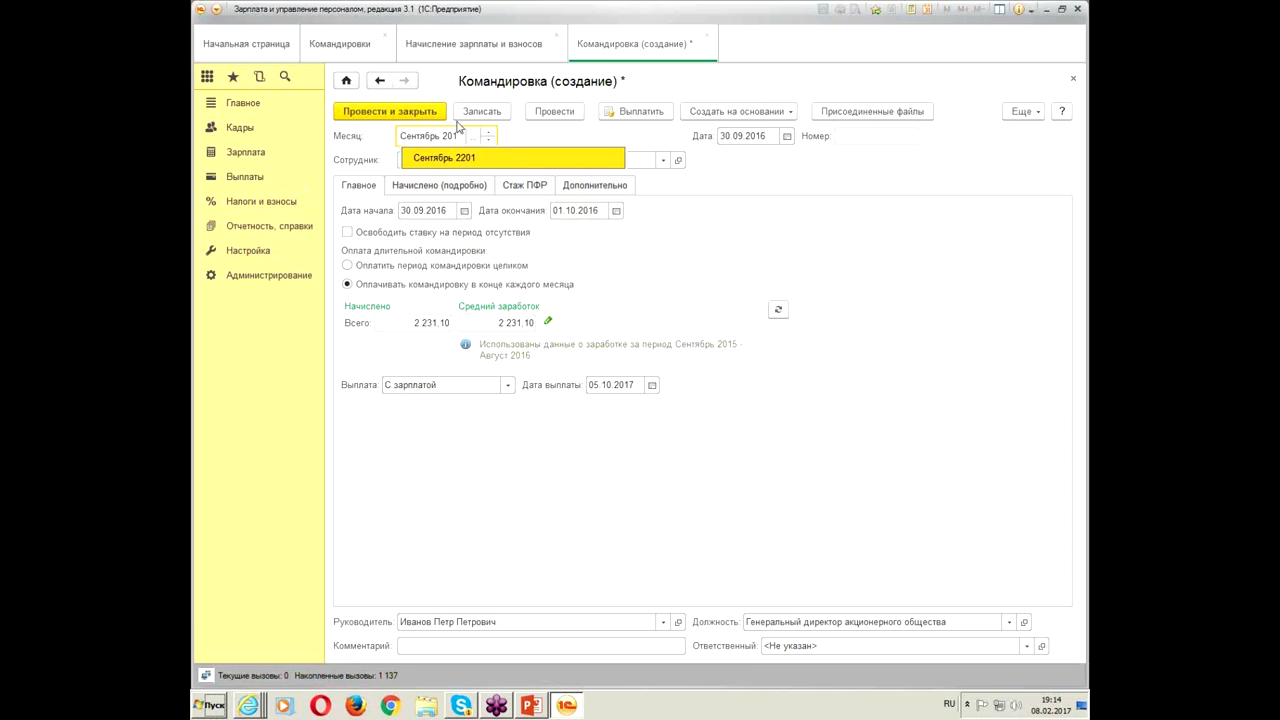 Зарплата и управление персоналом, редакция 3.1 (1С:Предприятие)
M M+ M-
Начальная страница
Командировки
Начисление зарплаты и взносов
Командировка (создание) *
Главное
Кадры
Зарплата
Выплаты
Налоги и взносы
Отчетность, справки
Настройка
Администрирование
Командировка (создание) *
Провести и закрыть
Записать
Провести
Выплатить
Создать на основании
Присоединенные файлы
Еще
?
Месяц: Сентябрь 201 ... Дата 30.09.2016 Номер:
Сентябрь 2201
Сотрудник:
Главное
Начислено (подробно)
Стаж ПФР
Дополнительно
Дата начала: 30.09.2016 Дата окончания 01.10.2016
Освободить ставку на период отсутствия
Оплата длительной командировки:
Оплатить период командировки целиком
Оплачивать командировку в конце каждого месяца
Начислено Средний заработок
Всего: 2 231.10 2 231.10
Использованы данные о заработке за период Сентябрь 2015 -
Август 2016
Выплата: С зарплатой Дата выплаты: 05.10.2017
Руководитель: Иванов Петр Петрович Должность: Генеральный директор акционерного общества
Комментарий: Ответственный: <Не указан>
Текущие вызовы: 0 Накопленные вызовы: 1 137
Пуск
RU
19:14
08.02.2017